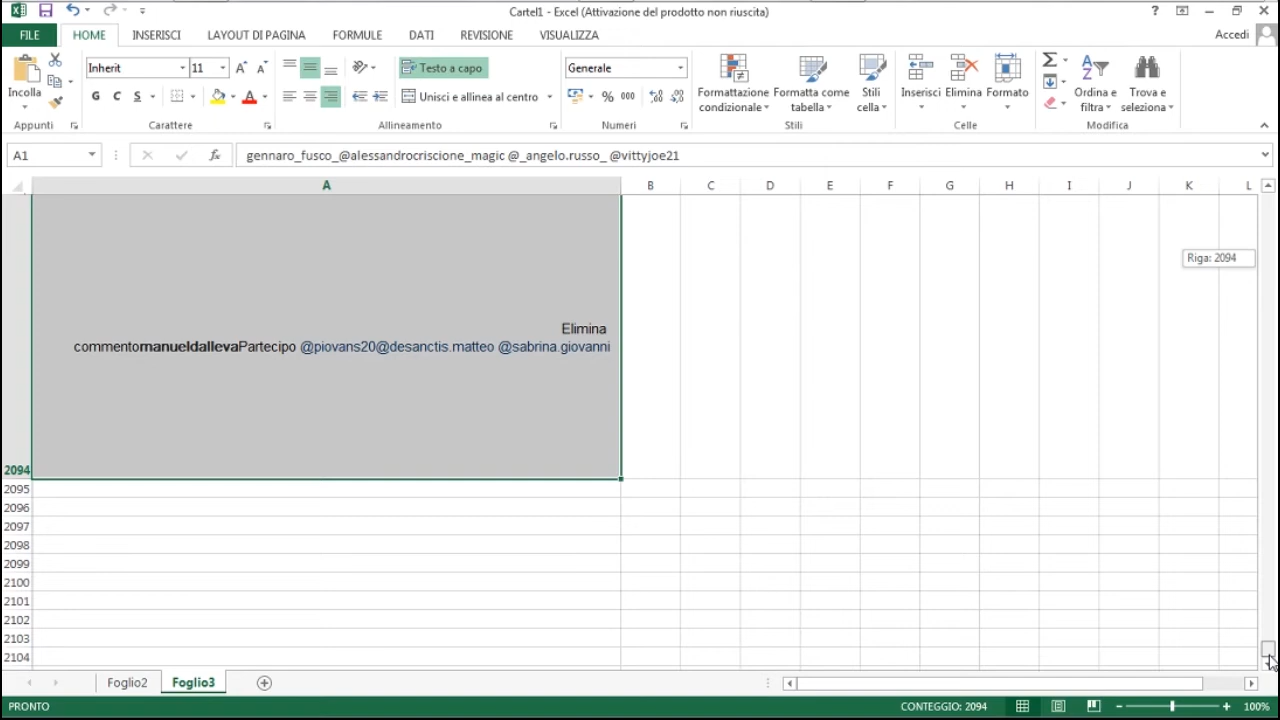 Cartel1 - Excel (Attivazione del prodotto non riuscita)
?
FILE HOME INSERISCI LAYOUT DI PAGINA FORMULE DATI REVISIONE VISUALIZZA Accedi
Incolla
Appunti
Inherit 11
G C S A
Carattere
Testo a capo
Unisci e allinea al centro
Allineamento
Generale
% 000
Numeri
Formattazione condizionale
Formatta come tabella
Stili cella
Stili
Inserisci Elimina Formato
Celle
Ordina e filtra
Trova e seleziona
Modifica
A1 fx gennaro_fusco_@alessandrocriscione_magic @_angelo.russo_ @vittyjoe21
A B C D E F G H I J K L
Riga: 2094
Elimina
commentomanueldallevaPartecipo @piovans20@desanctis.matteo @sabrina.giovanni
2094
2095
2096
2097
2098
2099
2100
2101
2102
2103
2104
Foglio2 Foglio3
PRONTO CONTEGGIO: 2094 100%